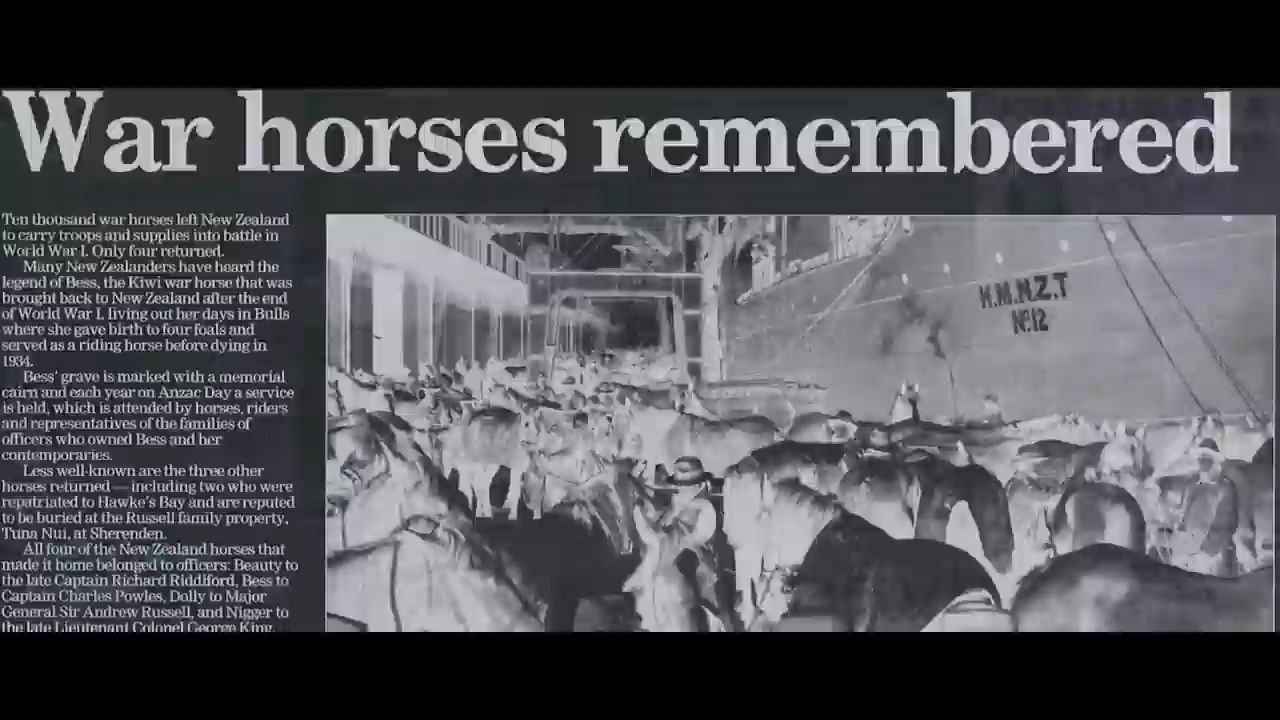 War horses remembered
Ten thousand war horses left New Zealand
to carry troops and supplies into battle in
World War I. Only four returned.
Many New Zealanders have heard the
legend of Bess, the Kiwi war horse that was
brought back to New Zealand after the end
of World War I, living out her days in Bulls
where she gave birth to four foals and
served as a riding horse before dying in
1934.
Bess' grave is marked with a memorial
cairn and each year on Anzac Day a service
is held, which is attended by horses, riders
and representatives of the families of
officers who owned Bess and her
contemporaries.
Less well-known are the three other
horses returned — including two who were
repatriated to Hawke's Bay and are reputed
to be buried at the Russell family property,
Tuna Nui, at Sherenden.
All four of the New Zealand horses that
made it home belonged to officers: Beauty to
the late Captain Richard Riddiford, Bess to
Captain Charles Powles, Dolly to Major
General Sir Andrew Russell, and Nigger to
the late Lieutenant Colonel George King.
H.M.N.Z.T
Nº12